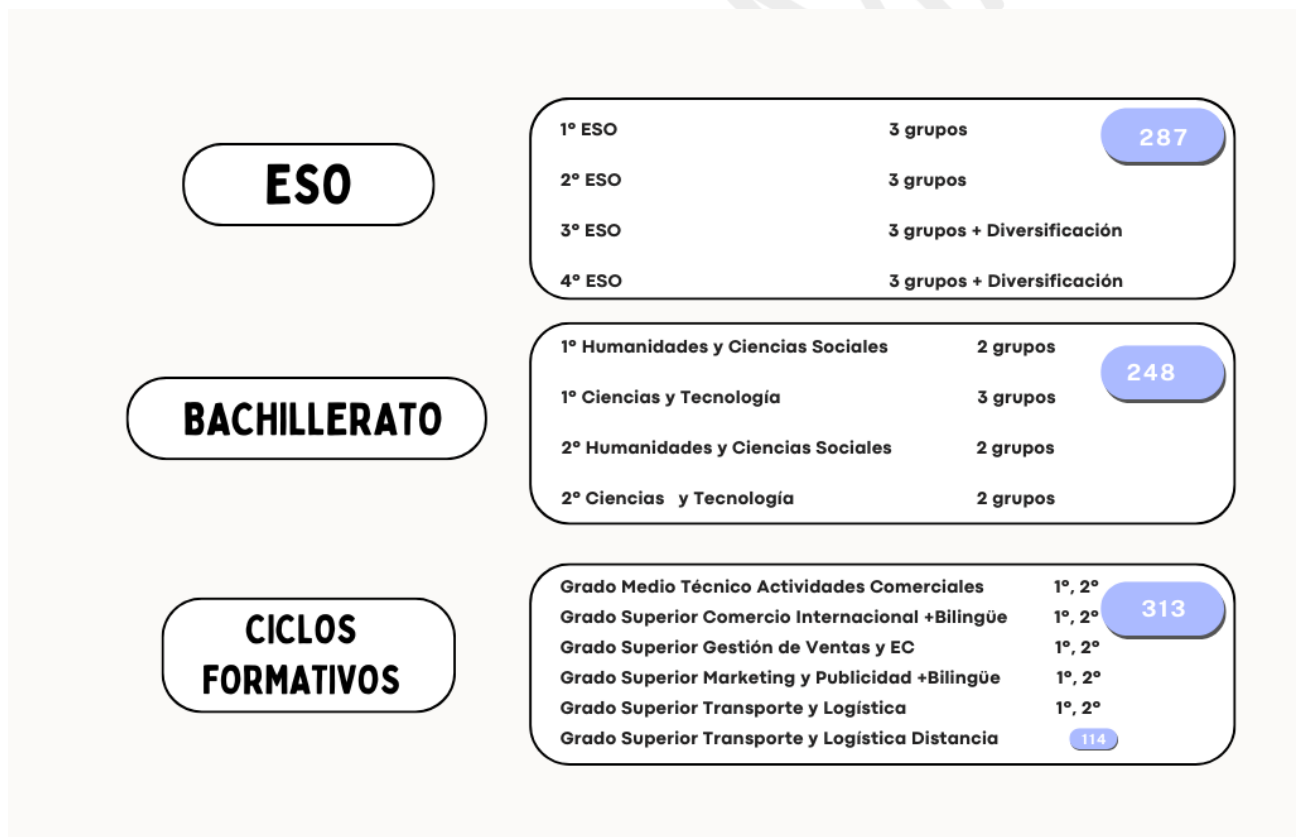 ESO
1º ESO 3 grupos 287
2º ESO 3 grupos
3º ESO 3 grupos + Diversificación
4º ESO 3 grupos + Diversificación
BACHILLERATO
1º Humanidades y Ciencias Sociales 2 grupos 248
1º Ciencias y Tecnología 3 grupos
2º Humanidades y Ciencias Sociales 2 grupos
2º Ciencias y Tecnología 2 grupos
CICLOS
FORMATIVOS
Grado Medio Técnico Actividades Comerciales 1º, 2º
Grado Superior Comercio Internacional +Bilingüe 1º, 2º 313
Grado Superior Gestión de Ventas y EC 1º, 2º
Grado Superior Marketing y Publicidad +Bilingüe 1º, 2º
Grado Superior Transporte y Logística 1º, 2º
Grado Superior Transporte y Logística Distancia 114